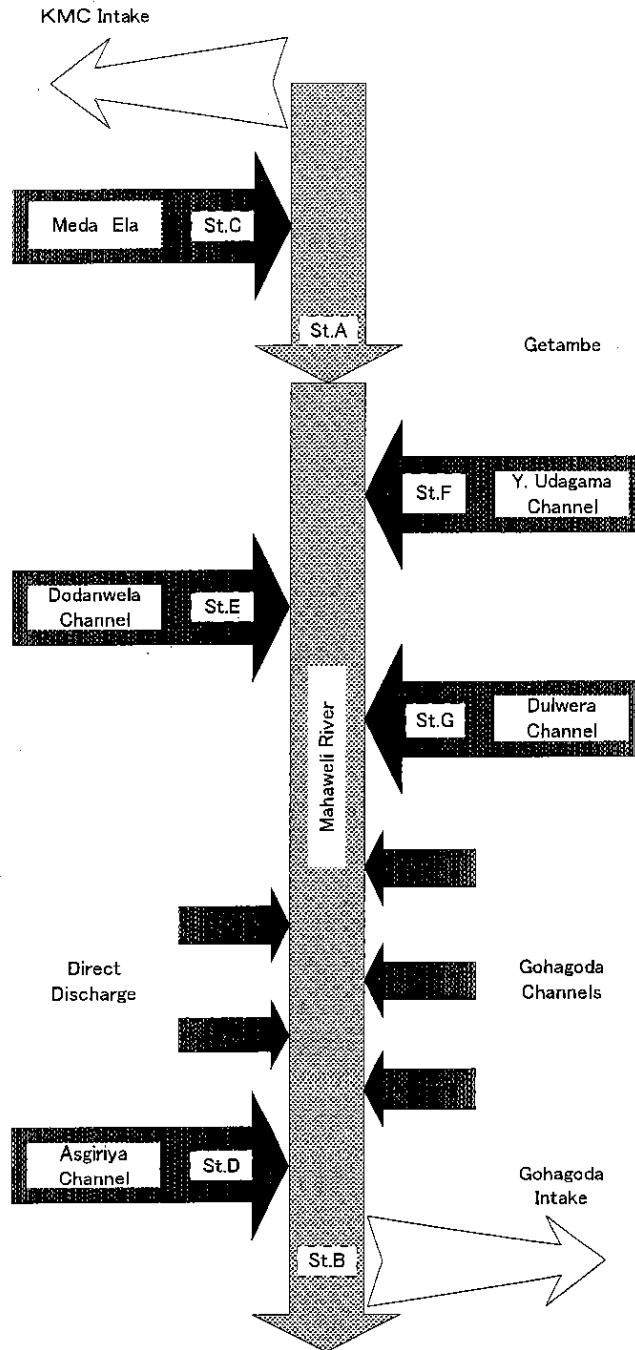 KMC Intake
Meda Ela
St.C
St.A
Getambe
St.F
Y. Udagama
Channel
Dodanwela
Channel
St.E
Mahaweli River
St.G
Dulwera
Channel
Direct
Discharge
Gohagoda
Channels
Asgiriya
Channel
St.D
Gohagoda
Intake
St.B